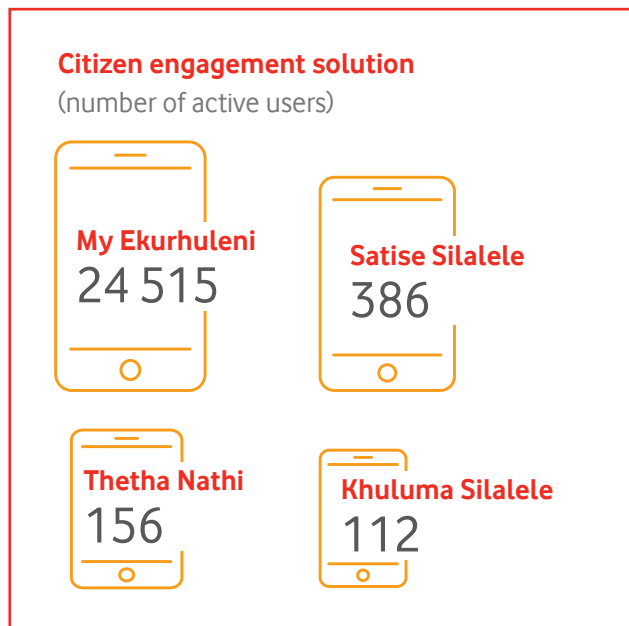 Citizen engagement solution
(number of active users)
My Ekurhuleni
24 515
Satise Silalele
386
Thetha Nathi
156
Khuluma Silalele
112